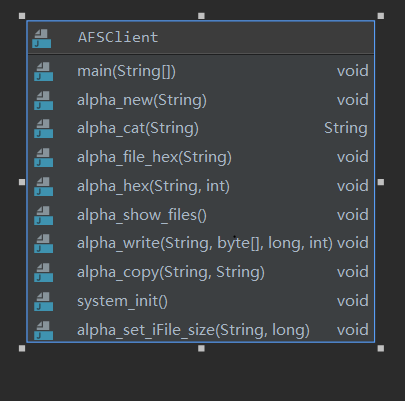 AFSClient
main(String[]) void
alpha_new(String) void
alpha_cat(String) String
alpha_file_hex(String) void
alpha_hex(String, int) void
alpha_show_files() void
alpha_write(String, byte[], long, int) void
alpha_copy(String, String) void
system_init() void
alpha_set_iFile_size(String, long) void